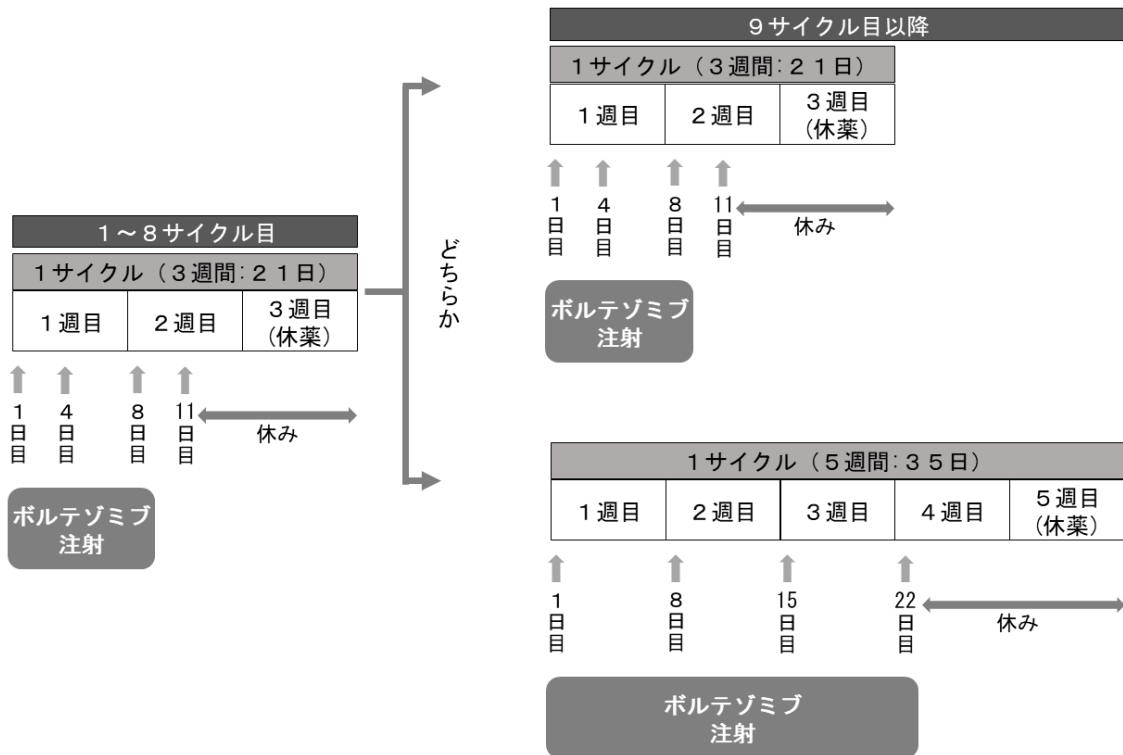 1～8サイクル目
1サイクル（3週間：21日）
1週目
2週目
3週目
(休薬)
1日目
4日目
8日目
11日目
休み
ボルテゾミブ
注射
どちらか
9サイクル目以降
1サイクル（3週間：21日）
1週目
2週目
3週目
(休薬)
1日目
4日目
8日目
11日目
休み
ボルテゾミブ
注射
1サイクル（5週間：35日）
1週目
2週目
3週目
4週目
5週目
(休薬)
1日目
8日目
15日目
22日目
休み
ボルテゾミブ
注射